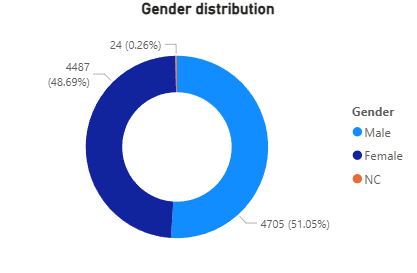 Gender distribution
24 (0.26%)
4487
(48.69%)
Gender
Male
Female
NC
4705 (51.05%)